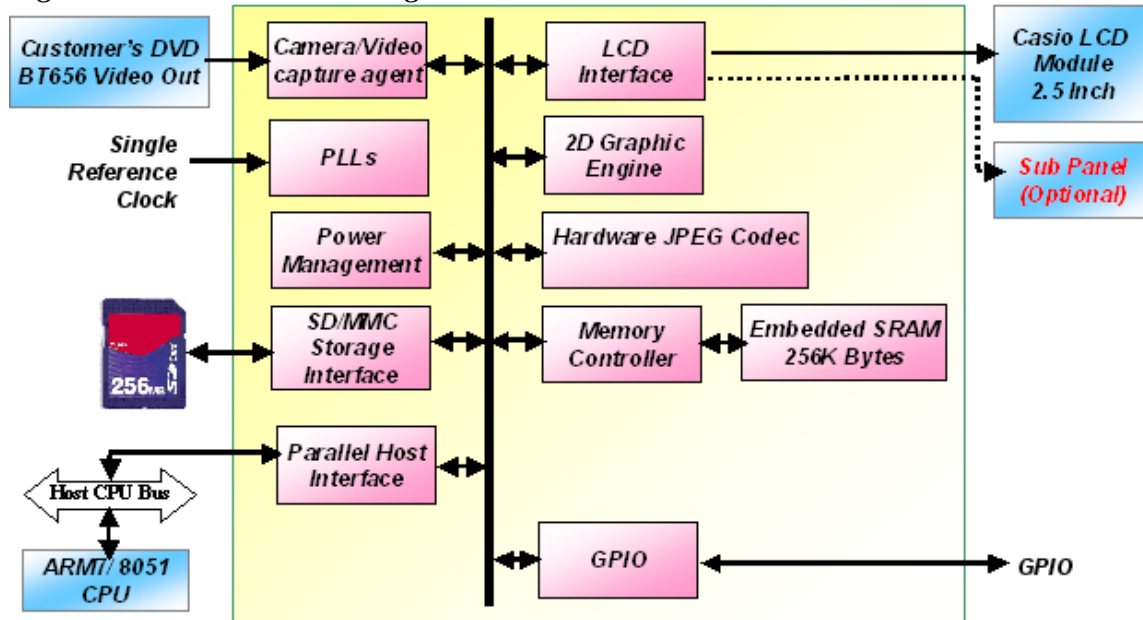 Customer's DVD
BT656 Video Out
Camera/Video
capture agent
LCD
Interface
Casio LCD
Module
2.5 Inch
Single
Reference
Clock
PLLs
2D Graphic
Engine
Sub Panel
(Optional)
Power
Management
Hardware JPEG Codec
256MB
SD/MMC
Storage
Interface
Memory
Controller
Embedded SRAM
256K Bytes
Parallel Host
Interface
Host CPU Bus
ARM7/ 8051
CPU
GPIO
GPIO